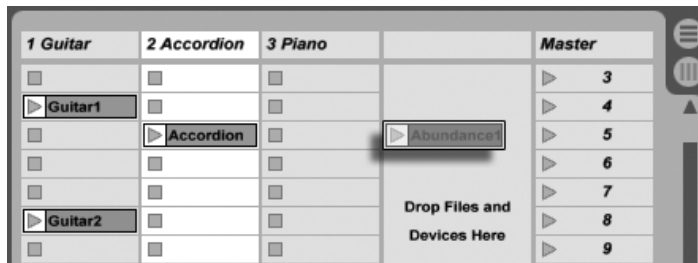 1 Guitar 2 Accordion 3 Piano Master
3
Guitar1 4
Accordion Abundance1 5
6
7
Guitar2 8
Drop Files and
Devices Here
9